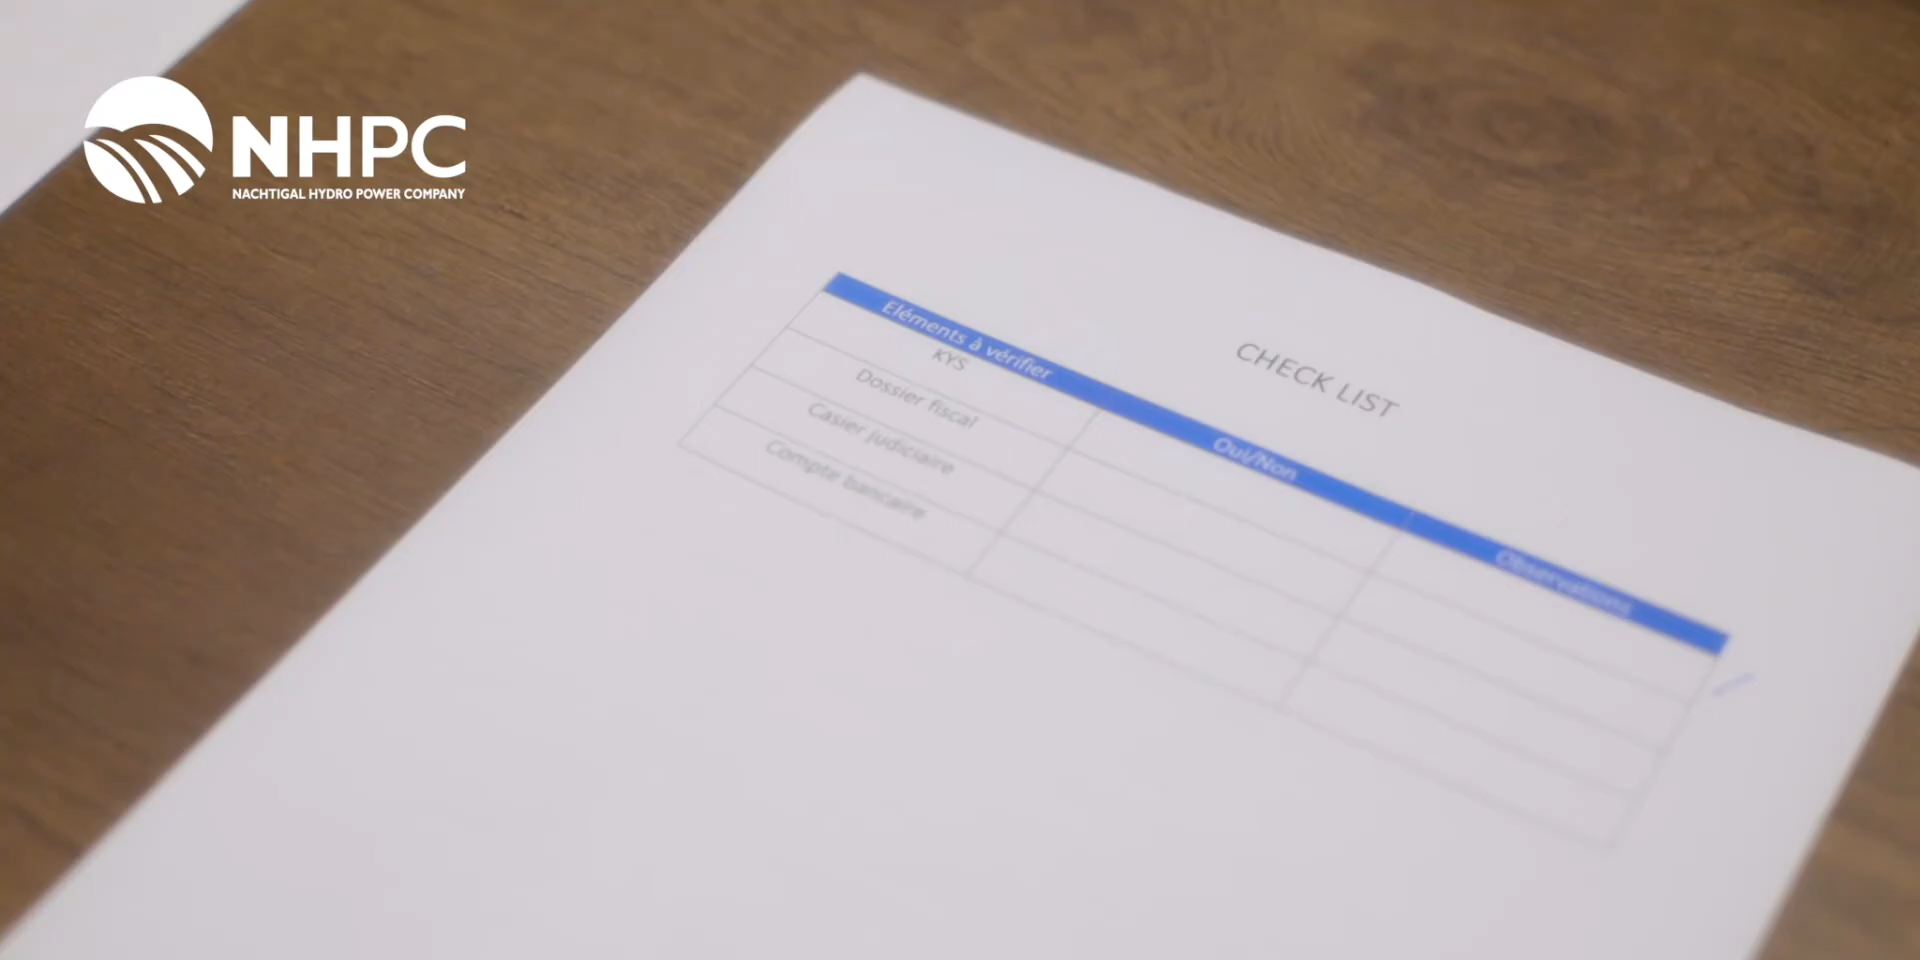 NHPC
NACHTIGAL HYDRO POWER COMPANY
CHECK LIST
Eléments à vérifier Oui/Non Observations
KYS
Dossier fiscal
Casier judiciaire
Compte bancaire